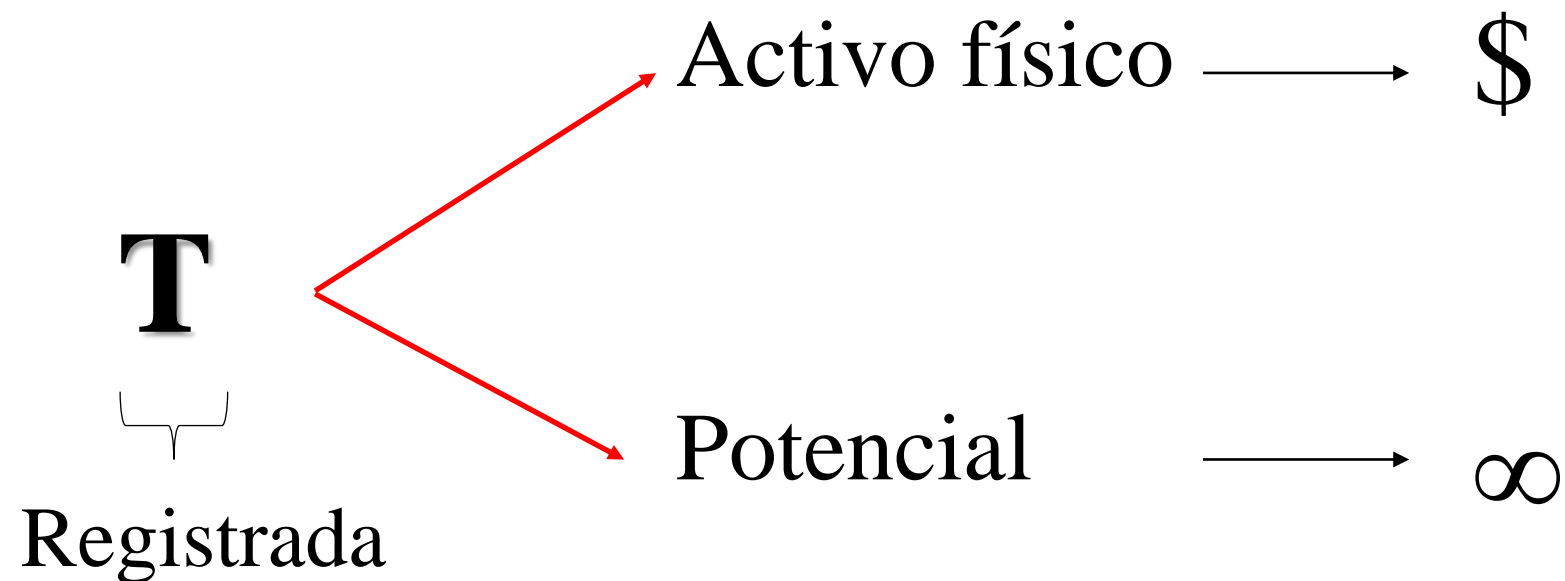 Activo físico $
T
Potencial ∞
Registrada